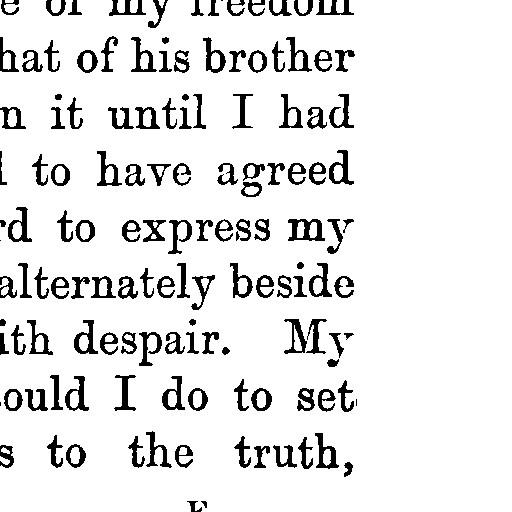 e of my freedom
hat of his brother
n it until I had
to have agreed
rd to express my
alternately beside
ith despair. My
ould I do to set
s to the truth,